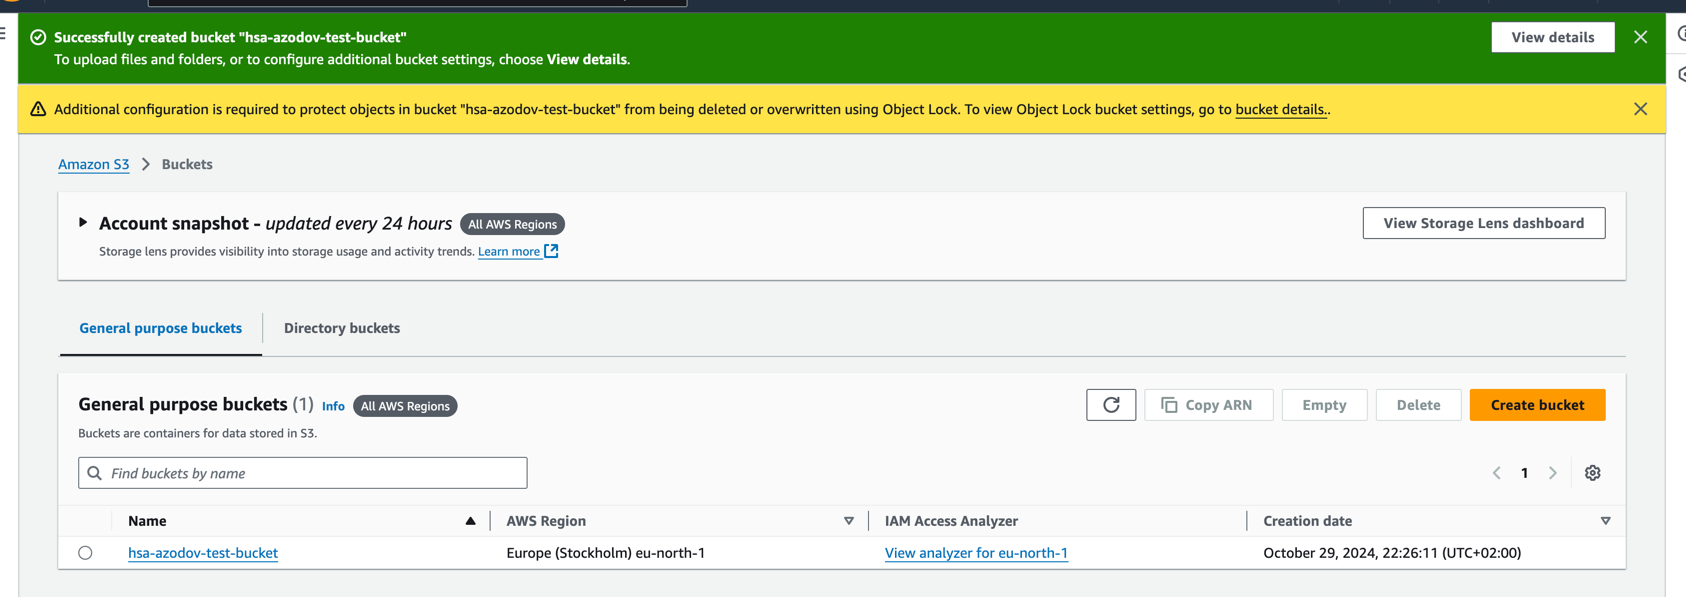 Successfully created bucket "hsa-azodov-test-bucket"
To upload files and folders, or to configure additional bucket settings, choose View details.
View details
Additional configuration is required to protect objects in bucket "hsa-azodov-test-bucket" from being deleted or overwritten using Object Lock. To view Object Lock bucket settings, go to bucket details..
Amazon S3 > Buckets
Account snapshot - updated every 24 hours All AWS Regions
Storage lens provides visibility into storage usage and activity trends. Learn more
View Storage Lens dashboard
General purpose buckets Directory buckets
General purpose buckets (1) Info All AWS Regions
Copy ARN Empty Delete Create bucket
Buckets are containers for data stored in S3.
Find buckets by name
1
Name AWS Region IAM Access Analyzer Creation date
hsa-azodov-test-bucket Europe (Stockholm) eu-north-1 View analyzer for eu-north-1 October 29, 2024, 22:26:11 (UTC+02:00)